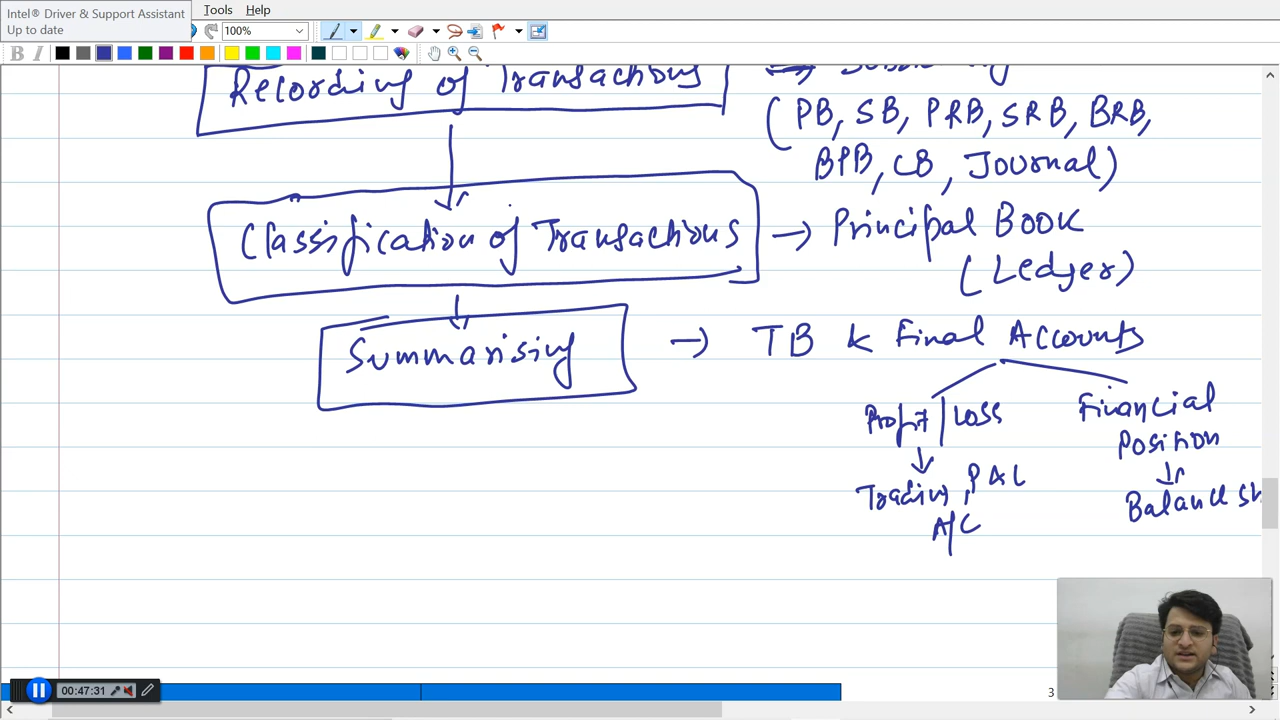 Intel® Driver & Support Assistant
Up to date
Tools Help
100%
B I
Recording of Transactions
(PB, SB, PRB, SRB, BRB,
BPB, CB, Journal)
Classification of Transactions → Principal Book
(Ledger)
Summarising → TB & Final Accounts
Profit | Loss
Financial
Position
Trading, P & L
A/C
Balance Sh
00:47:31
3